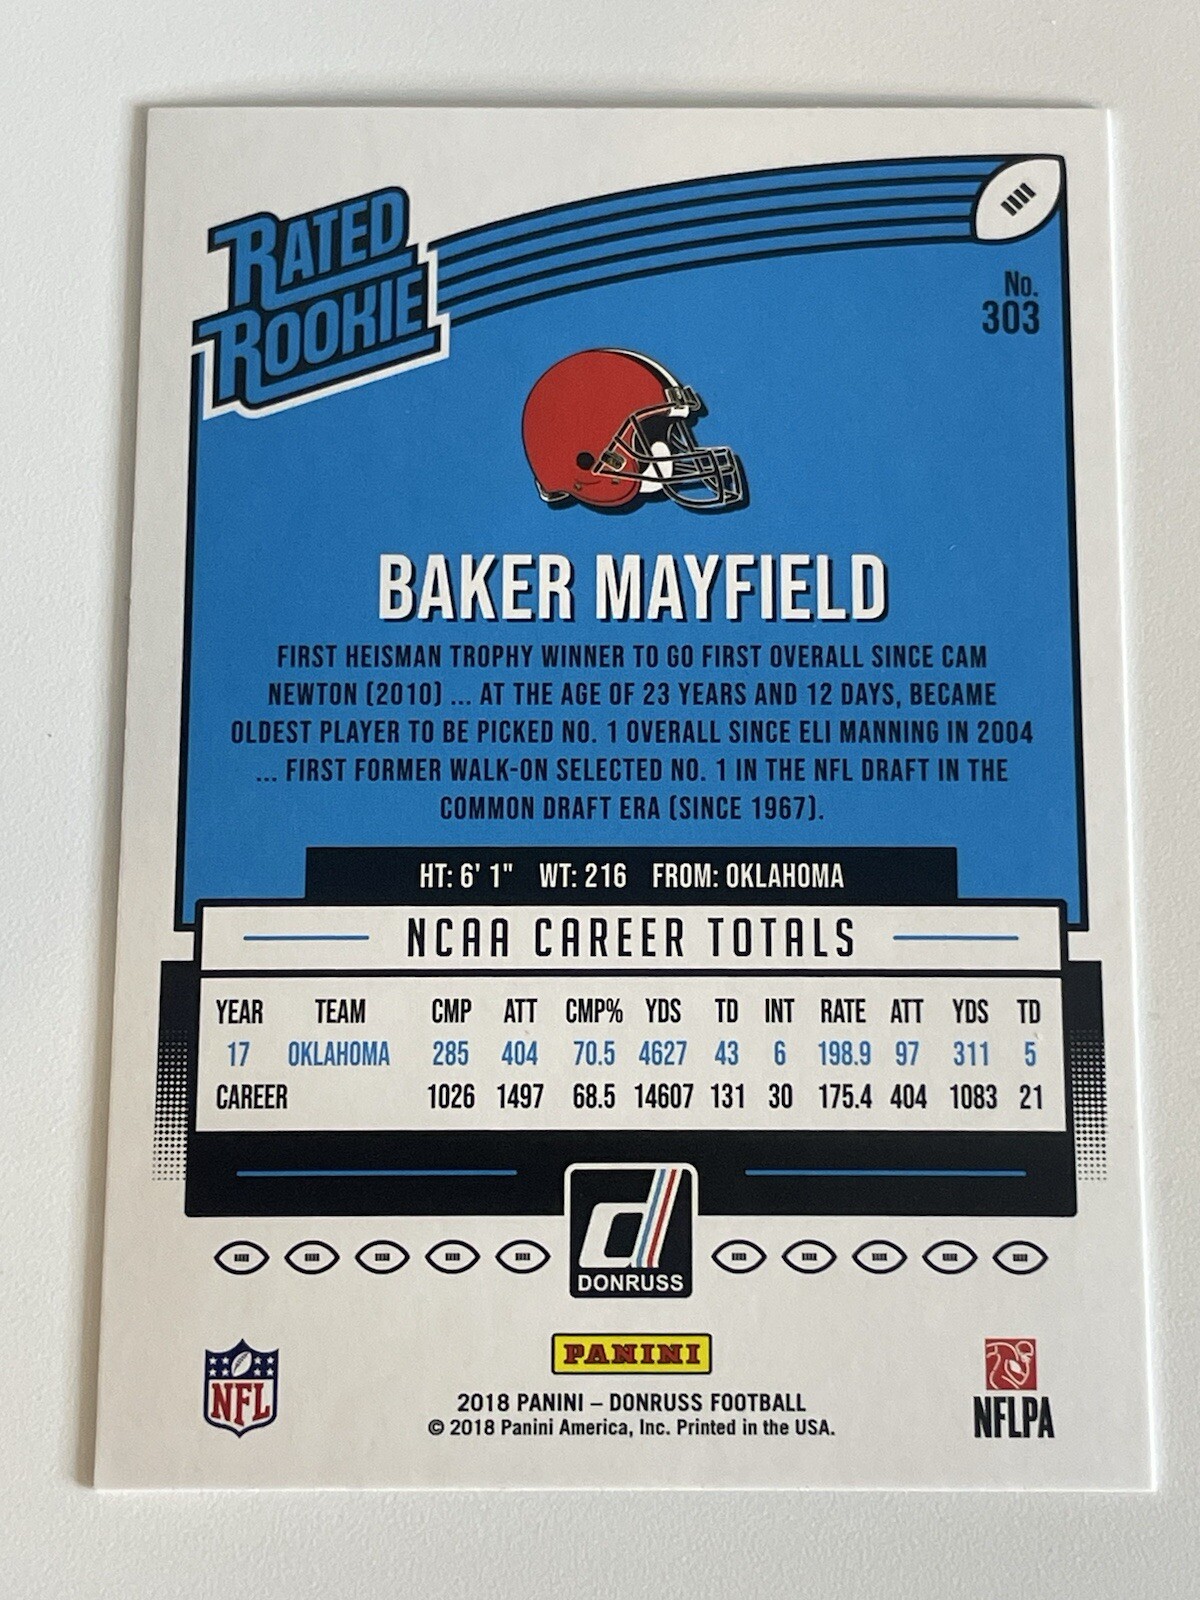 RATED
ROOKIE
No.
303
BAKER MAYFIELD
FIRST HEISMAN TROPHY WINNER TO GO FIRST OVERALL SINCE CAM
NEWTON (2010) ... AT THE AGE OF 23 YEARS AND 12 DAYS, BECAME
OLDEST PLAYER TO BE PICKED NO. 1 OVERALL SINCE ELI MANNING IN 2004
... FIRST FORMER WALK-ON SELECTED NO. 1 IN THE NFL DRAFT IN THE
COMMON DRAFT ERA (SINCE 1967).
HT: 6' 1" WT: 216 FROM: OKLAHOMA
NCAA CAREER TOTALS
YEAR TEAM CMP ATT CMP% YDS TD INT RATE ATT YDS TD
17 OKLAHOMA 285 404 70.5 4627 43 6 198.9 97 311 5
CAREER 1026 1497 68.5 14607 131 30 175.4 404 1083 21
d
DONRUSS
NFL
PANINI
2018 PANINI – DONRUSS FOOTBALL
© 2018 Panini America, Inc. Printed in the USA.
NFLPA